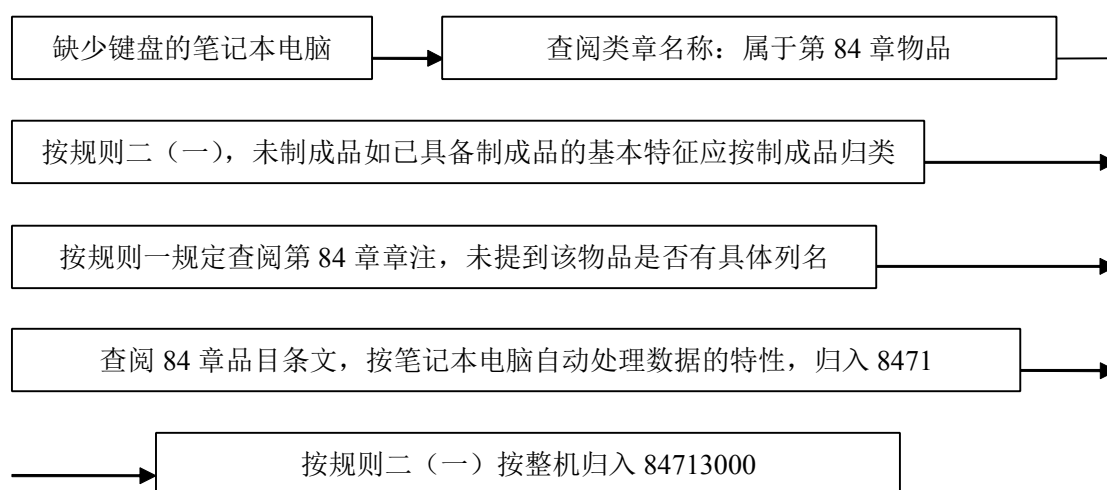 缺少键盘的笔记本电脑
查阅类章名称：属于第 84 章物品
按规则二（一），未制成品如已具备制成品的基本特征应按制成品归类
按规则一规定查阅第 84 章章注，未提到该物品是否有具体列名
查阅 84 章品目条文，按笔记本电脑自动处理数据的特性，归入 8471
按规则二（一）按整机归入 84713000